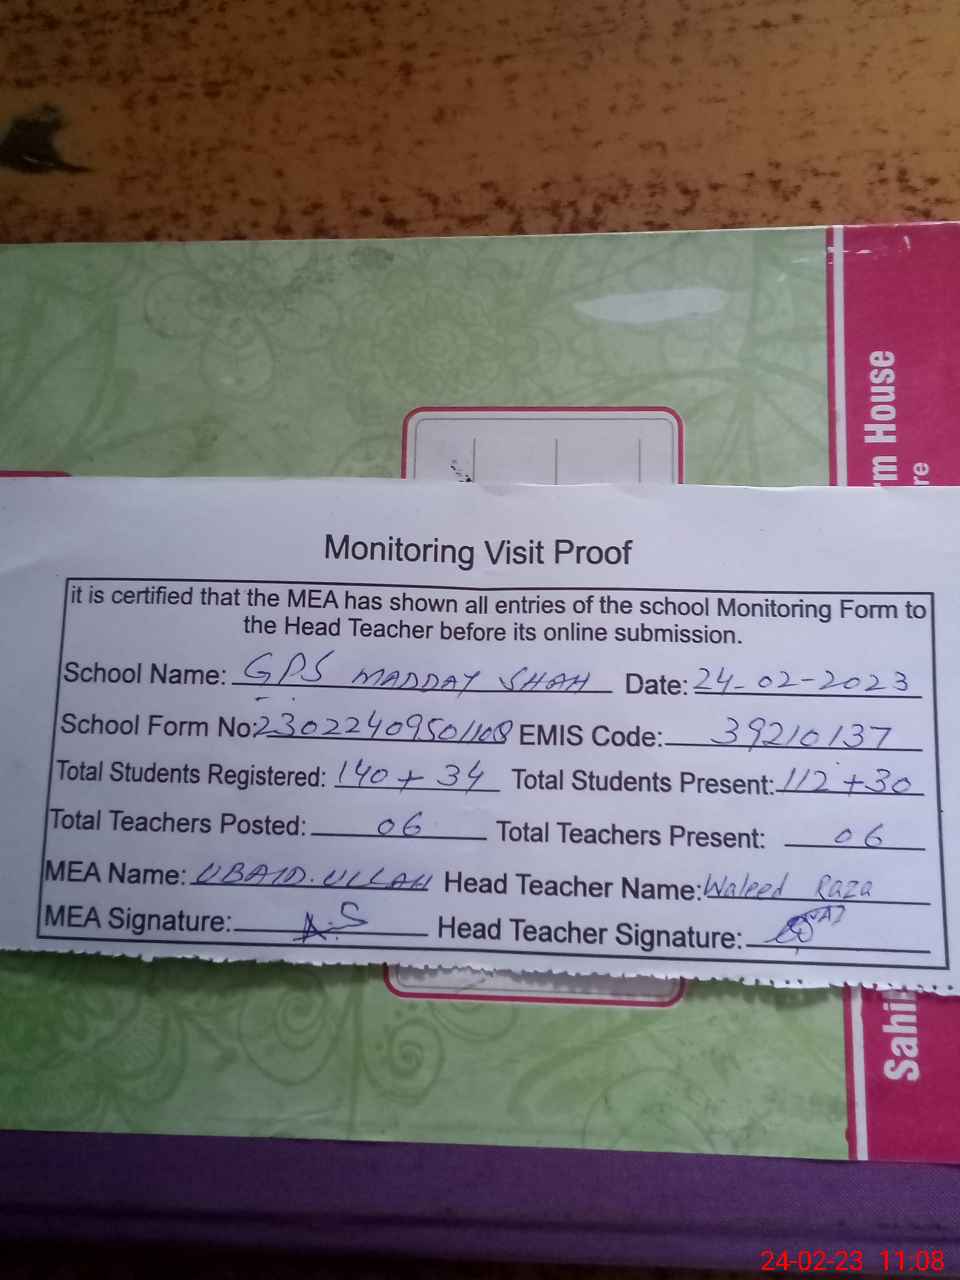 rm House
re
Monitoring Visit Proof
it is certified that the MEA has shown all entries of the school Monitoring Form to
the Head Teacher before its online submission.
School Name: GPS MADDAY SHAH Date: 24-02-2023
School Form No: EMIS Code: 39210137
Total Students Registered: 140 + 34 Total Students Present: 112 + 30
Total Teachers Posted: 06 Total Teachers Present: 06
MEA Name: UBAID.ULLAH Head Teacher Name: Waleed Raza
MEA Signature: Head Teacher Signature:
Sahi
24-02-23 11:08